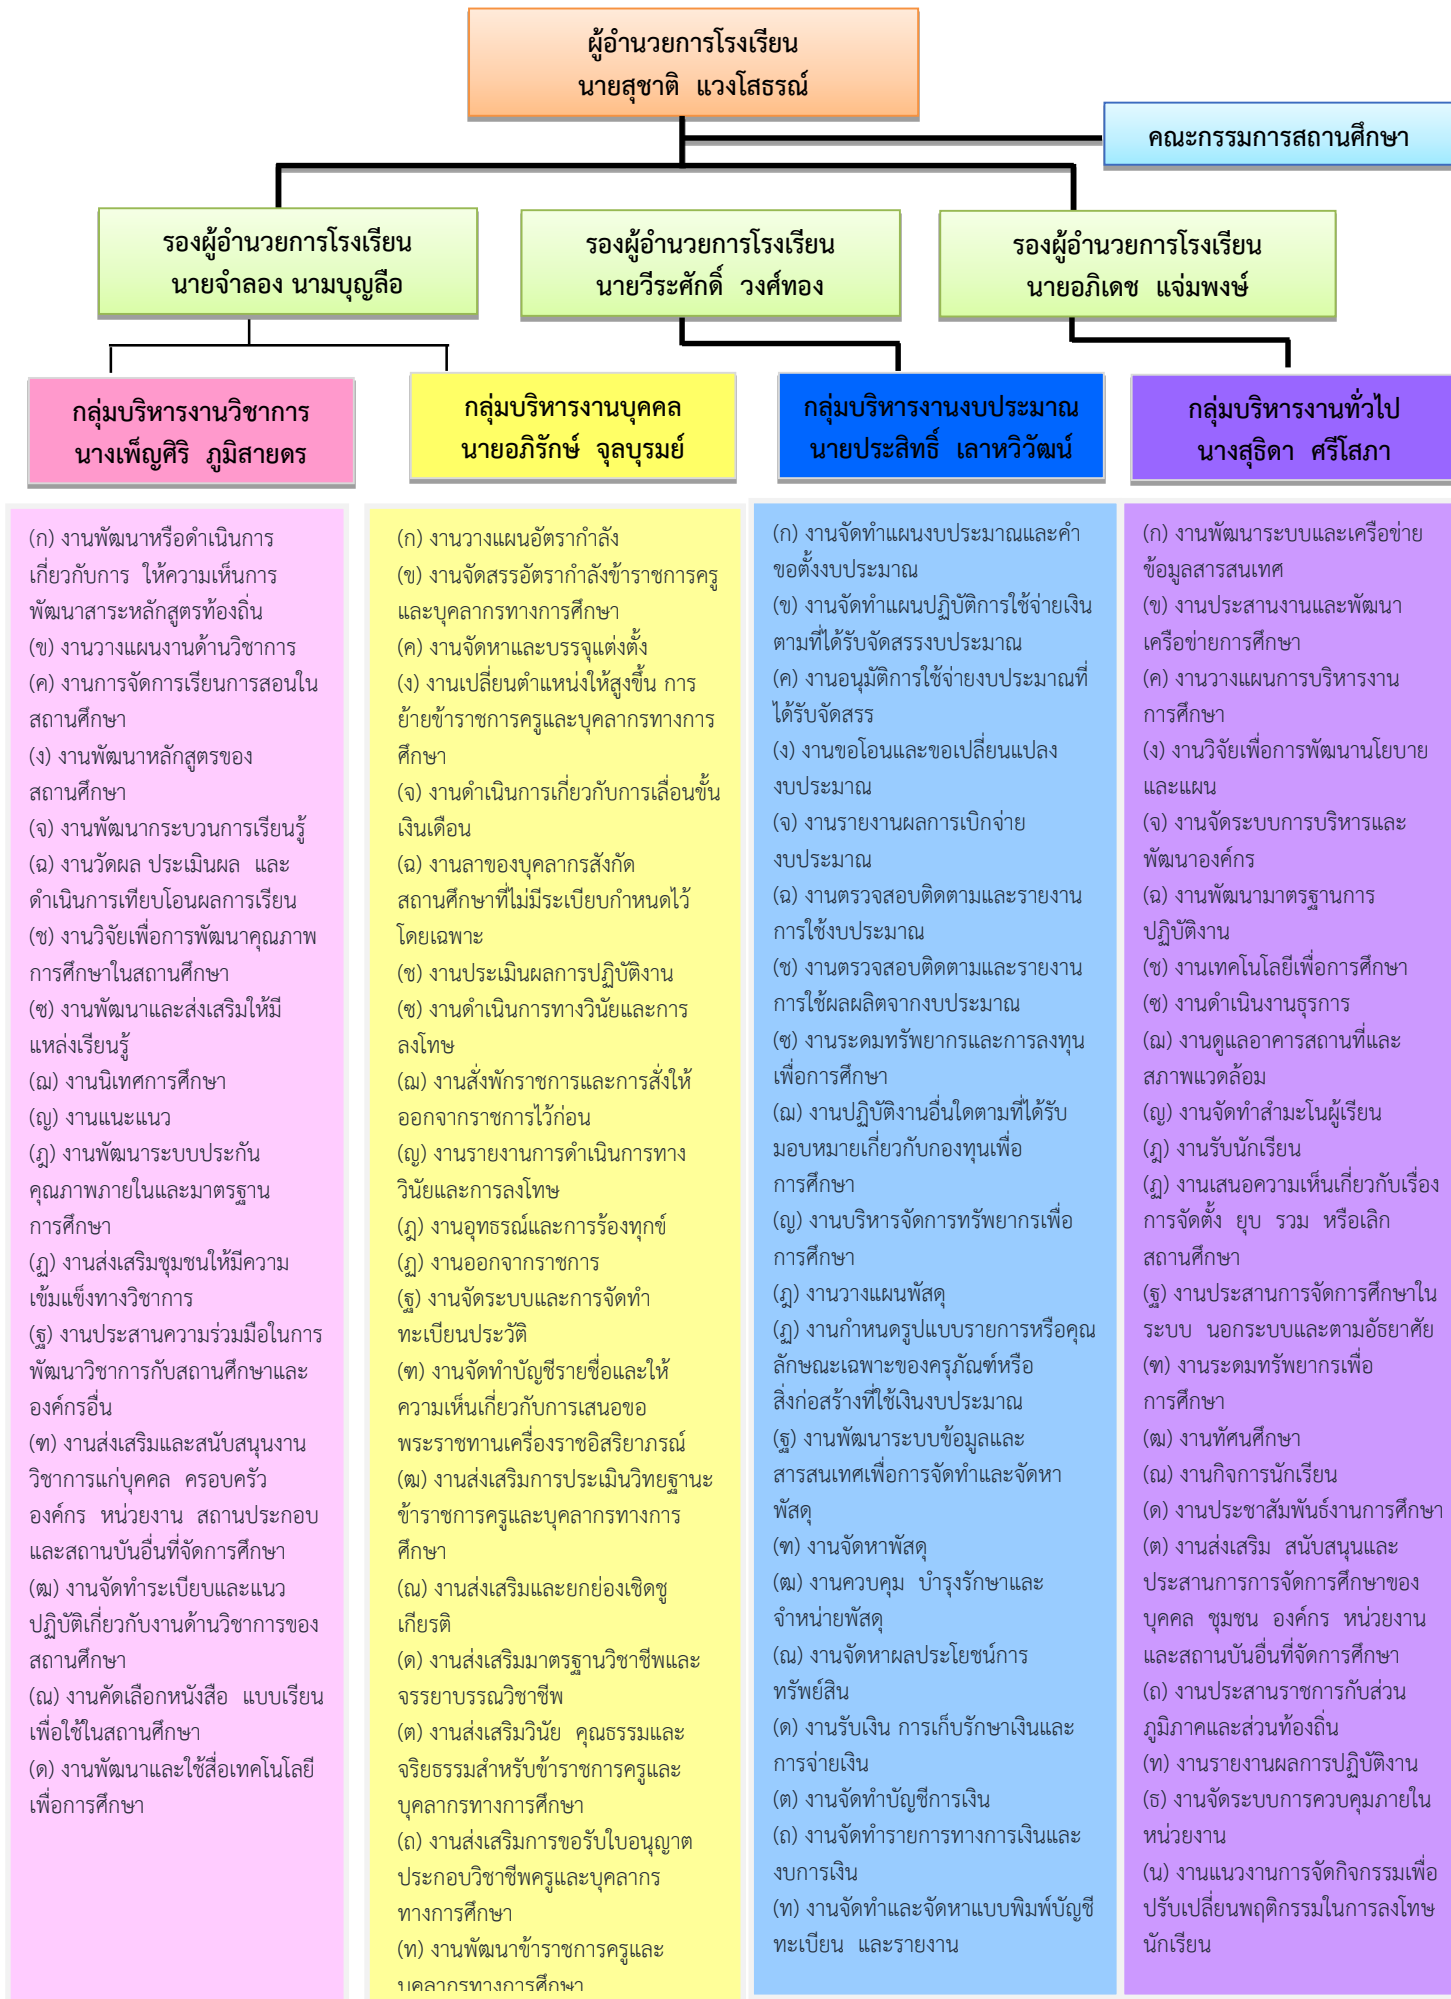 ผู้อำนวยการโรงเรียน
นายสุชาติ แวงโสธรณ์
คณะกรรมการสถานศึกษา
รองผู้อำนวยการโรงเรียน
นายจำลอง นามบุญลือ
รองผู้อำนวยการโรงเรียน
นายวีระศักดิ์ วงศ์ทอง
รองผู้อำนวยการโรงเรียน
นายอภิเดช แจ่มพงษ์
กลุ่มบริหารงานวิชาการ
นางเพ็ญศิริ ภูมิสายดร
กลุ่มบริหารงานบุคคล
นายอภิรักษ์ จุลบุรมย์
กลุ่มบริหารงานงบประมาณ
นายประสิทธิ์ เลาหวิวัฒน์
กลุ่มบริหารงานทั่วไป
นางสุธิดา ศรีโสภา
(ก) งานพัฒนาหรือดำเนินการ
เกี่ยวกับการ ให้ความเห็นการ
พัฒนาสาระหลักสูตรท้องถิ่น
(ข) งานวางแผนงานด้านวิชาการ
(ค) งานการจัดการเรียนการสอนใน
สถานศึกษา
(ง) งานพัฒนาหลักสูตรของ
สถานศึกษา
(จ) งานพัฒนากระบวนการเรียนรู้
(ฉ) งานวัดผล ประเมินผล และ
ดำเนินการเทียบโอนผลการเรียน
(ช) งานวิจัยเพื่อการพัฒนาคุณภาพ
การศึกษาในสถานศึกษา
(ซ) งานพัฒนาและส่งเสริมให้มี
แหล่งเรียนรู้
(ฌ) งานนิเทศการศึกษา
(ญ) งานแนะแนว
(ฎ) งานพัฒนาระบบประกัน
คุณภาพภายในและมาตรฐาน
การศึกษา
(ฏ) งานส่งเสริมชุมชนให้มีความ
เข้มแข็งทางวิชาการ
(ฐ) งานประสานความร่วมมือในการ
พัฒนาวิชาการกับสถานศึกษาและ
องค์กรอื่น
(ฑ) งานส่งเสริมและสนับสนุนงาน
วิชาการแก่บุคคล ครอบครัว
องค์กร หน่วยงาน สถานประกอบ
และสถานบันอื่นที่จัดการศึกษา
(ฒ) งานจัดทำระเบียบและแนว
ปฏิบัติเกี่ยวกับงานด้านวิชาการของ
สถานศึกษา
(ณ) งานคัดเลือกหนังสือ แบบเรียน
เพื่อใช้ในสถานศึกษา
(ด) งานพัฒนาและใช้สื่อเทคโนโลยี
เพื่อการศึกษา
(ก) งานวางแผนอัตรากำลัง
(ข) งานจัดสรรอัตรากำลังข้าราชการครู
และบุคลากรทางการศึกษา
(ค) งานจัดหาและบรรจุแต่งตั้ง
(ง) งานเปลี่ยนตำแหน่งให้สูงขึ้น การ
ย้ายข้าราชการครูและบุคลากรทางการ
ศึกษา
(จ) งานดำเนินการเกี่ยวกับการเลื่อนขั้น
เงินเดือน
(ฉ) งานลาของบุคลากรสังกัด
สถานศึกษาที่ไม่มีระเบียบกำหนดไว้
โดยเฉพาะ
(ช) งานประเมินผลการปฏิบัติงาน
(ซ) งานดำเนินการทางวินัยและการ
ลงโทษ
(ฌ) งานสั่งพักราชการและการสั่งให้
ออกจากราชการไว้ก่อน
(ญ) งานรายงานการดำเนินการทาง
วินัยและการลงโทษ
(ฎ) งานอุทธรณ์และการร้องทุกข์
(ฏ) งานออกจากราชการ
(ฐ) งานจัดระบบและการจัดทำ
ทะเบียนประวัติ
(ฑ) งานจัดทำบัญชีรายชื่อและให้
ความเห็นเกี่ยวกับการเสนอขอ
พระราชทานเครื่องราชอิสริยาภรณ์
(ฒ) งานส่งเสริมการประเมินวิทยฐานะ
ข้าราชการครูและบุคลากรทางการ
ศึกษา
(ณ) งานส่งเสริมและยกย่องเชิดชู
เกียรติ
(ด) งานส่งเสริมมาตรฐานวิชาชีพและ
จรรยาบรรณวิชาชีพ
(ต) งานส่งเสริมวินัย คุณธรรมและ
จริยธรรมสำหรับข้าราชการครูและ
บุคลากรทางการศึกษา
(ถ) งานส่งเสริมการขอรับใบอนุญาต
ประกอบวิชาชีพครูและบุคลากร
ทางการศึกษา
(ท) งานพัฒนาข้าราชการครูและ
บุคลากรทางการศึกษา
(ก) งานจัดทำแผนงบประมาณและคำ
ขอตั้งงบประมาณ
(ข) งานจัดทำแผนปฏิบัติการใช้จ่ายเงิน
ตามที่ได้รับจัดสรรงบประมาณ
(ค) งานอนุมัติการใช้จ่ายงบประมาณที่
ได้รับจัดสรร
(ง) งานขอโอนและขอเปลี่ยนแปลง
งบประมาณ
(จ) งานรายงานผลการเบิกจ่าย
งบประมาณ
(ฉ) งานตรวจสอบติดตามและรายงาน
การใช้งบประมาณ
(ช) งานตรวจสอบติดตามและรายงาน
การใช้ผลผลิตจากงบประมาณ
(ซ) งานระดมทรัพยากรและการลงทุน
เพื่อการศึกษา
(ฌ) งานปฏิบัติงานอื่นใดตามที่ได้รับ
มอบหมายเกี่ยวกับกองทุนเพื่อ
การศึกษา
(ญ) งานบริหารจัดการทรัพยากรเพื่อ
การศึกษา
(ฎ) งานวางแผนพัสดุ
(ฏ) งานกำหนดรูปแบบรายการหรือคุณ
ลักษณะเฉพาะของครุภัณฑ์หรือ
สิ่งก่อสร้างที่ใช้เงินงบประมาณ
(ฐ) งานพัฒนาระบบข้อมูลและ
สารสนเทศเพื่อการจัดทำและจัดหา
พัสดุ
(ฑ) งานจัดหาพัสดุ
(ฒ) งานควบคุม บำรุงรักษาและ
จำหน่ายพัสดุ
(ณ) งานจัดหาผลประโยชน์การ
ทรัพย์สิน
(ด) งานรับเงิน การเก็บรักษาเงินและ
การจ่ายเงิน
(ต) งานจัดทำบัญชีการเงิน
(ถ) งานจัดทำรายการทางการเงินและ
งบการเงิน
(ท) งานจัดทำและจัดหาแบบพิมพ์บัญชี
ทะเบียน และรายงาน
(ก) งานพัฒนาระบบและเครือข่าย
ข้อมูลสารสนเทศ
(ข) งานประสานงานและพัฒนา
เครือข่ายการศึกษา
(ค) งานวางแผนการบริหารงาน
การศึกษา
(ง) งานวิจัยเพื่อการพัฒนานโยบาย
และแผน
(จ) งานจัดระบบการบริหารและ
พัฒนาองค์กร
(ฉ) งานพัฒนามาตรฐานการ
ปฏิบัติงาน
(ช) งานเทคโนโลยีเพื่อการศึกษา
(ซ) งานดำเนินงานธุรการ
(ฌ) งานดูแลอาคารสถานที่และ
สภาพแวดล้อม
(ญ) งานจัดทำสำมะโนผู้เรียน
(ฎ) งานรับนักเรียน
(ฏ) งานเสนอความเห็นเกี่ยวกับเรื่อง
การจัดตั้ง ยุบ รวม หรือเลิก
สถานศึกษา
(ฐ) งานประสานการจัดการศึกษาใน
ระบบ นอกระบบและตามอัธยาศัย
(ฑ) งานระดมทรัพยากรเพื่อ
การศึกษา
(ฒ) งานทัศนศึกษา
(ณ) งานกิจการนักเรียน
(ด) งานประชาสัมพันธ์งานการศึกษา
(ต) งานส่งเสริม สนับสนุนและ
ประสานการการจัดการศึกษาของ
บุคคล ชุมชน องค์กร หน่วยงาน
และสถานบันอื่นที่จัดการศึกษา
(ถ) งานประสานราชการกับส่วน
ภูมิภาคและส่วนท้องถิ่น
(ท) งานรายงานผลการปฏิบัติงาน
(ธ) งานจัดระบบการควบคุมภายใน
หน่วยงาน
(น) งานแนวงานการจัดกิจกรรมเพื่อ
ปรับเปลี่ยนพฤติกรรมในการลงโทษ
นักเรียน